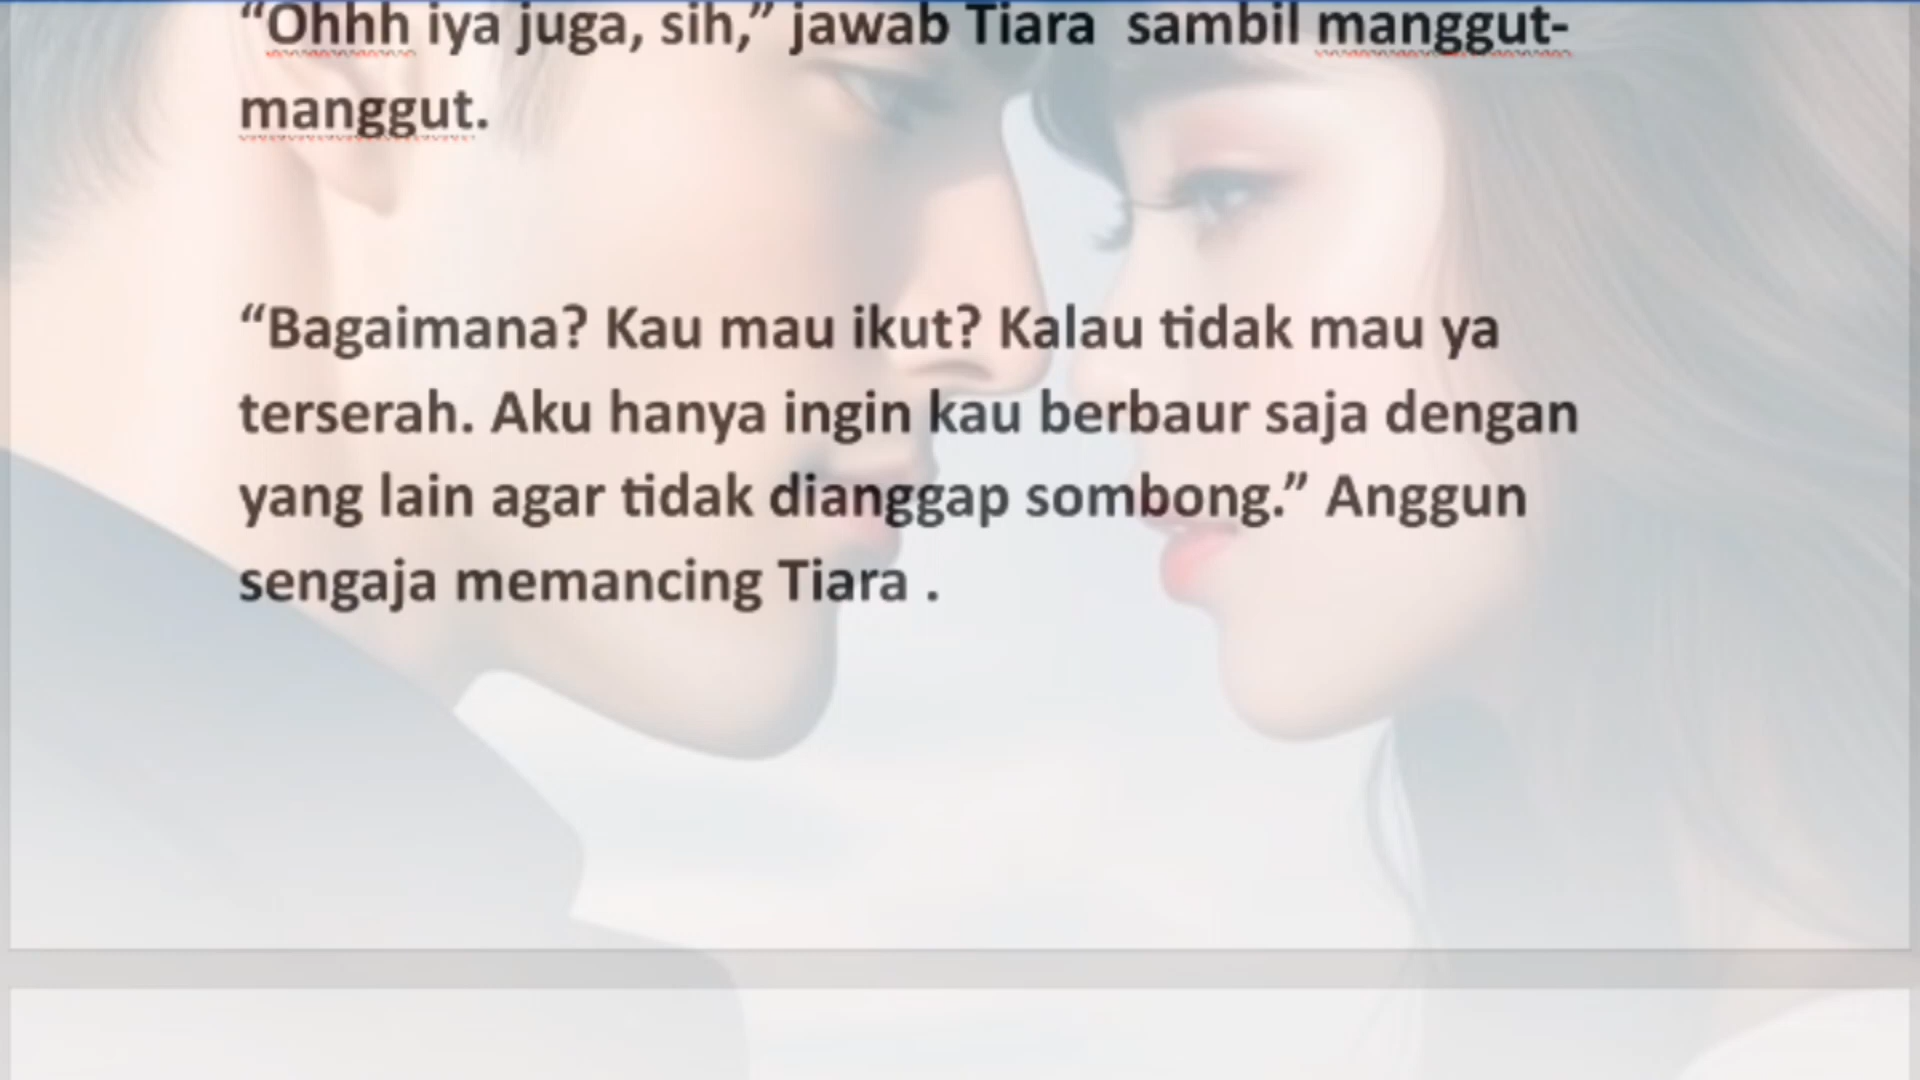 “Ohhh iya juga, sih,” jawab Tiara  sambil manggut-
manggut.
“Bagaimana? Kau mau ikut? Kalau tidak mau ya
terserah. Aku hanya ingin kau berbaur saja dengan
yang lain agar tidak dianggap sombong.” Anggun
sengaja memancing Tiara .